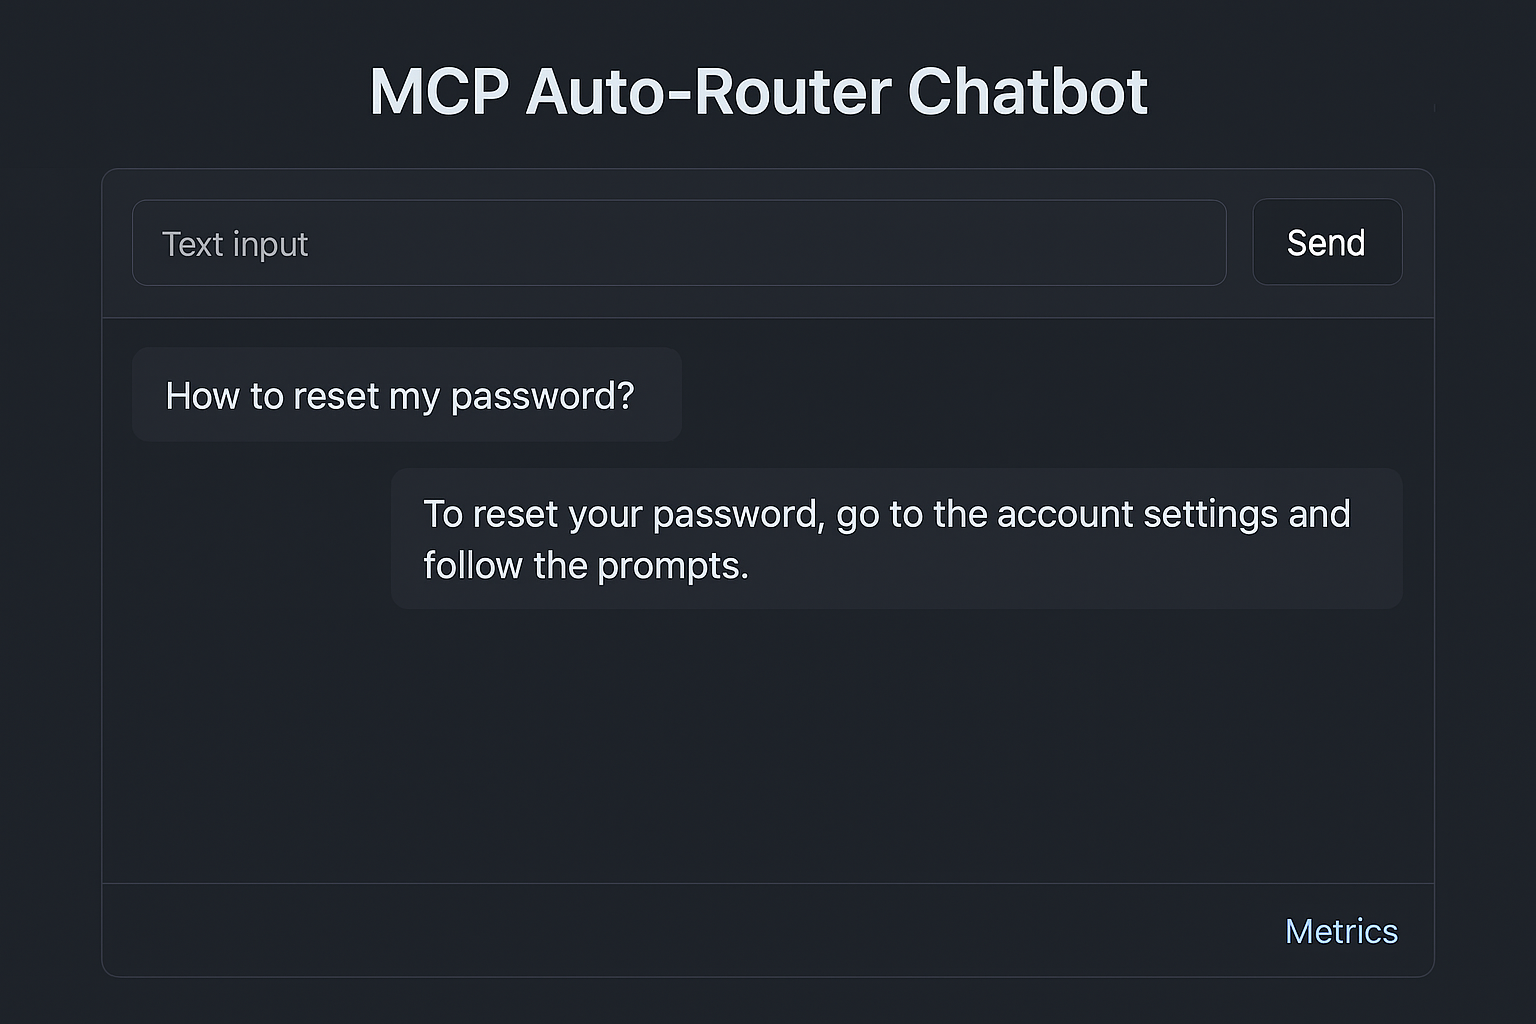 MCP Auto-Router Chatbot
Text input
Send
How to reset my password?
To reset your password, go to the account settings and
follow the prompts.
Metrics